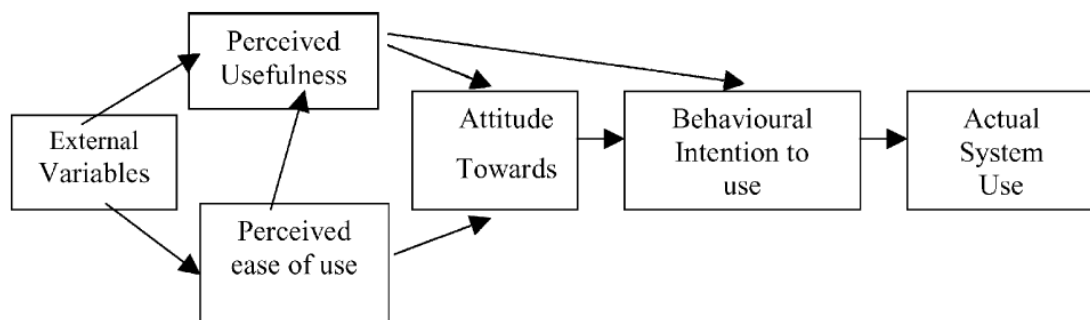 Perceived
Usefulness
External
Variables
Perceived
ease of use
Attitude
Towards
Behavioural
Intention to
use
Actual
System
Use